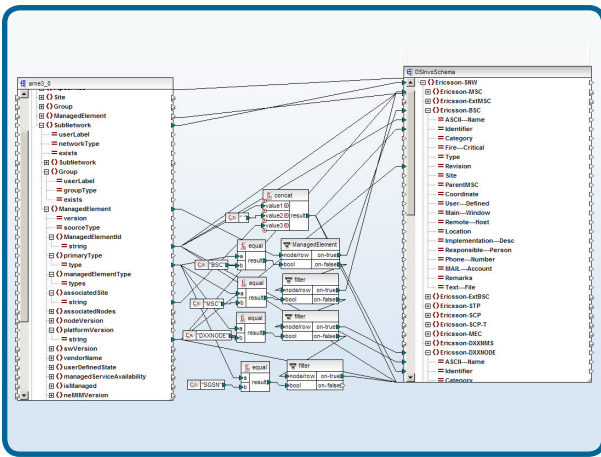 arne3_0
Site
Group
ManagedElement
SubNetwork
userLabel
networkType
exists
SubNetwork
Group
userLabel
groupType
exists
ManagedElement
version
sourceType
ManagedElementId
string
primaryType
type
managedElementType
types
associatedSite
string
associatedNodes
nodeVersion
platformVersion
string
swVersion
vendorName
userDefinedState
managedServiceAvailability
isManaged
neMIMVersion
concat
value1
value2 result
value3
" "
equal
a
b
result
"BSC"
ManagedElement
node/row on-true
bool on-false
equal
a
b
result
"MSC"
filter
node/row on-true
bool on-false
equal
a
b
result
"DXXNODE"
filter
node/row on-true
bool on-false
equal
a
b
result
"SGSN"
filter
node/row on-true
bool on-false
DSInvoSchema
Ericsson-SNW
Ericsson-MSC
Ericsson-ExtMSC
Ericsson-BSC
ASCII---Name
Identifier
Category
Fire---Critical
Type
Revision
Site
ParentMSC
Coordinate
User---Defined
Main---Window
Remote---Host
Location
Implementation---Desc
Responsible---Person
Phone---Number
MAIL---Account
Remarks
Text---File
Ericsson-ExtBSC
Ericsson-STP
Ericsson-SCP
Ericsson-SCP-T
Ericsson-MEC
Ericsson-DXXNMS
Ericsson-DXXNODE
ASCII---Name
Identifier
Category